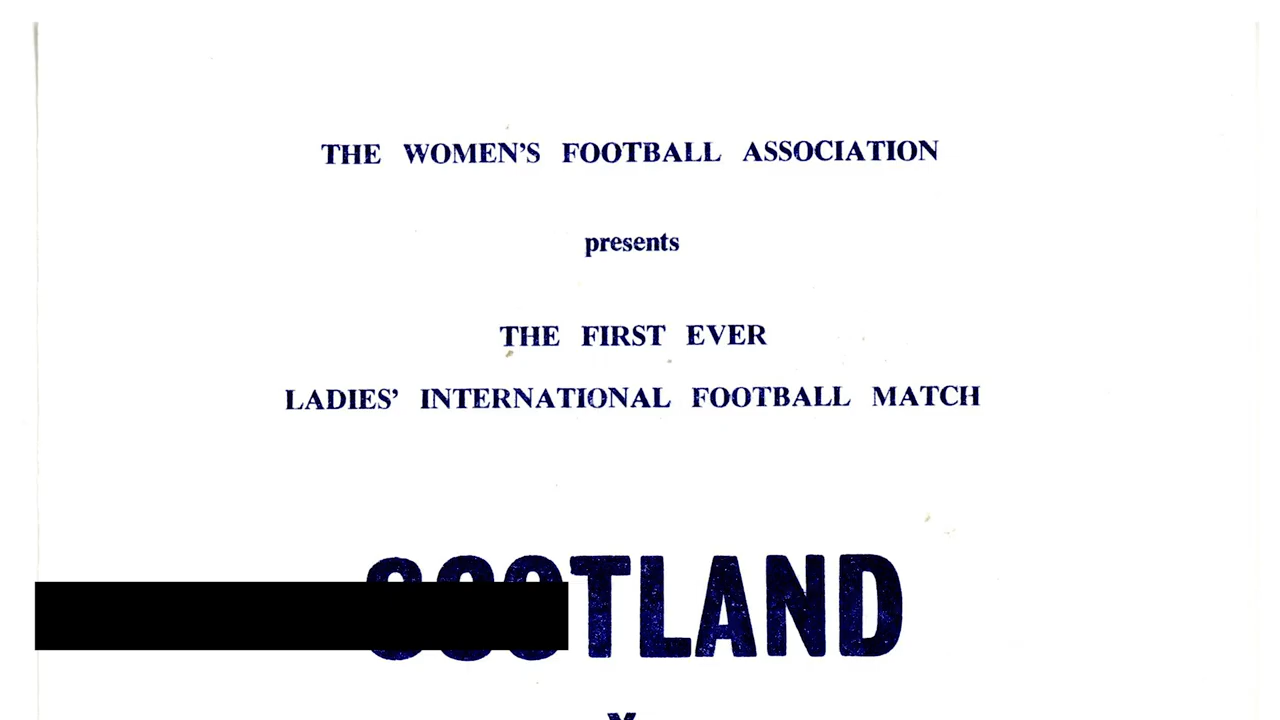 THE WOMEN'S FOOTBALL ASSOCIATION
presents
THE FIRST EVER
LADIES' INTERNATIONAL FOOTBALL MATCH
SCOTLAND
v